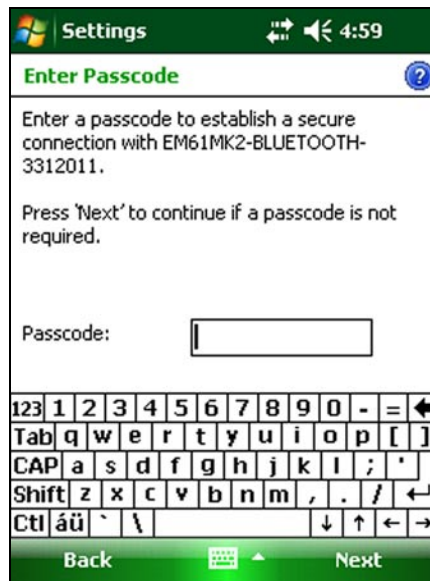 Settings 4:59
Enter Passcode ?
Enter a passcode to establish a secure
connection with EM61MK2-BLUETOOTH-
3312011.
Press 'Next' to continue if a passcode is not
required.
Passcode:
123 1 2 3 4 5 6 7 8 9 0 - = 
Tab q w e r t y u i o p [ ]
CAP a s d f g h j k l ; '
Shift z x c v b n m , . / ↵
Ctl áü ` \ ↓ ↑ ← →
Back Next